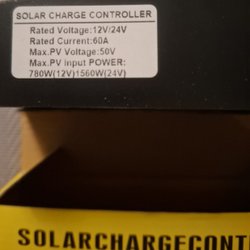 SOLAR CHARGE CONTROLLER
Rated Voltage:12V/24V
Rated Current:60A
Max.PV Voltage:50V
Max.PV input POWER:
780W(12V)1560W(24V)
SOLARCHARGECONT